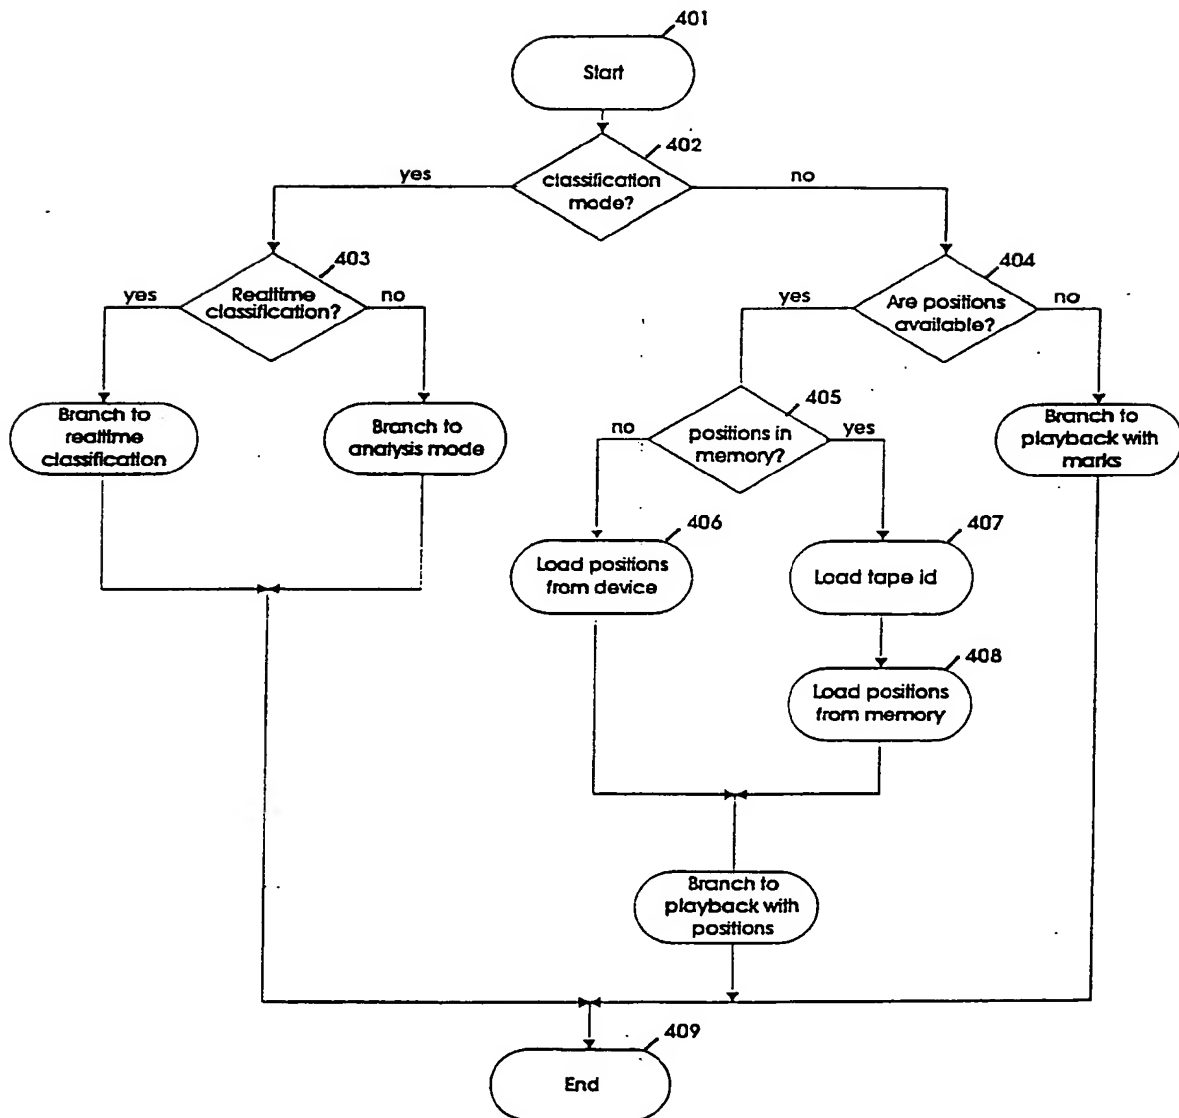 401
Start
402
classification
mode?
yes
no
403
Realtime
classification?
yes
no
404
Are positions
available?
yes
no
Branch to
realtime
classification
Branch to
analysis mode
405
positions in
memory?
no
yes
Branch to
playback with
marks
406
Load positions
from device
407
Load tape id
408
Load positions
from memory
Branch to
playback with
positions
409
End